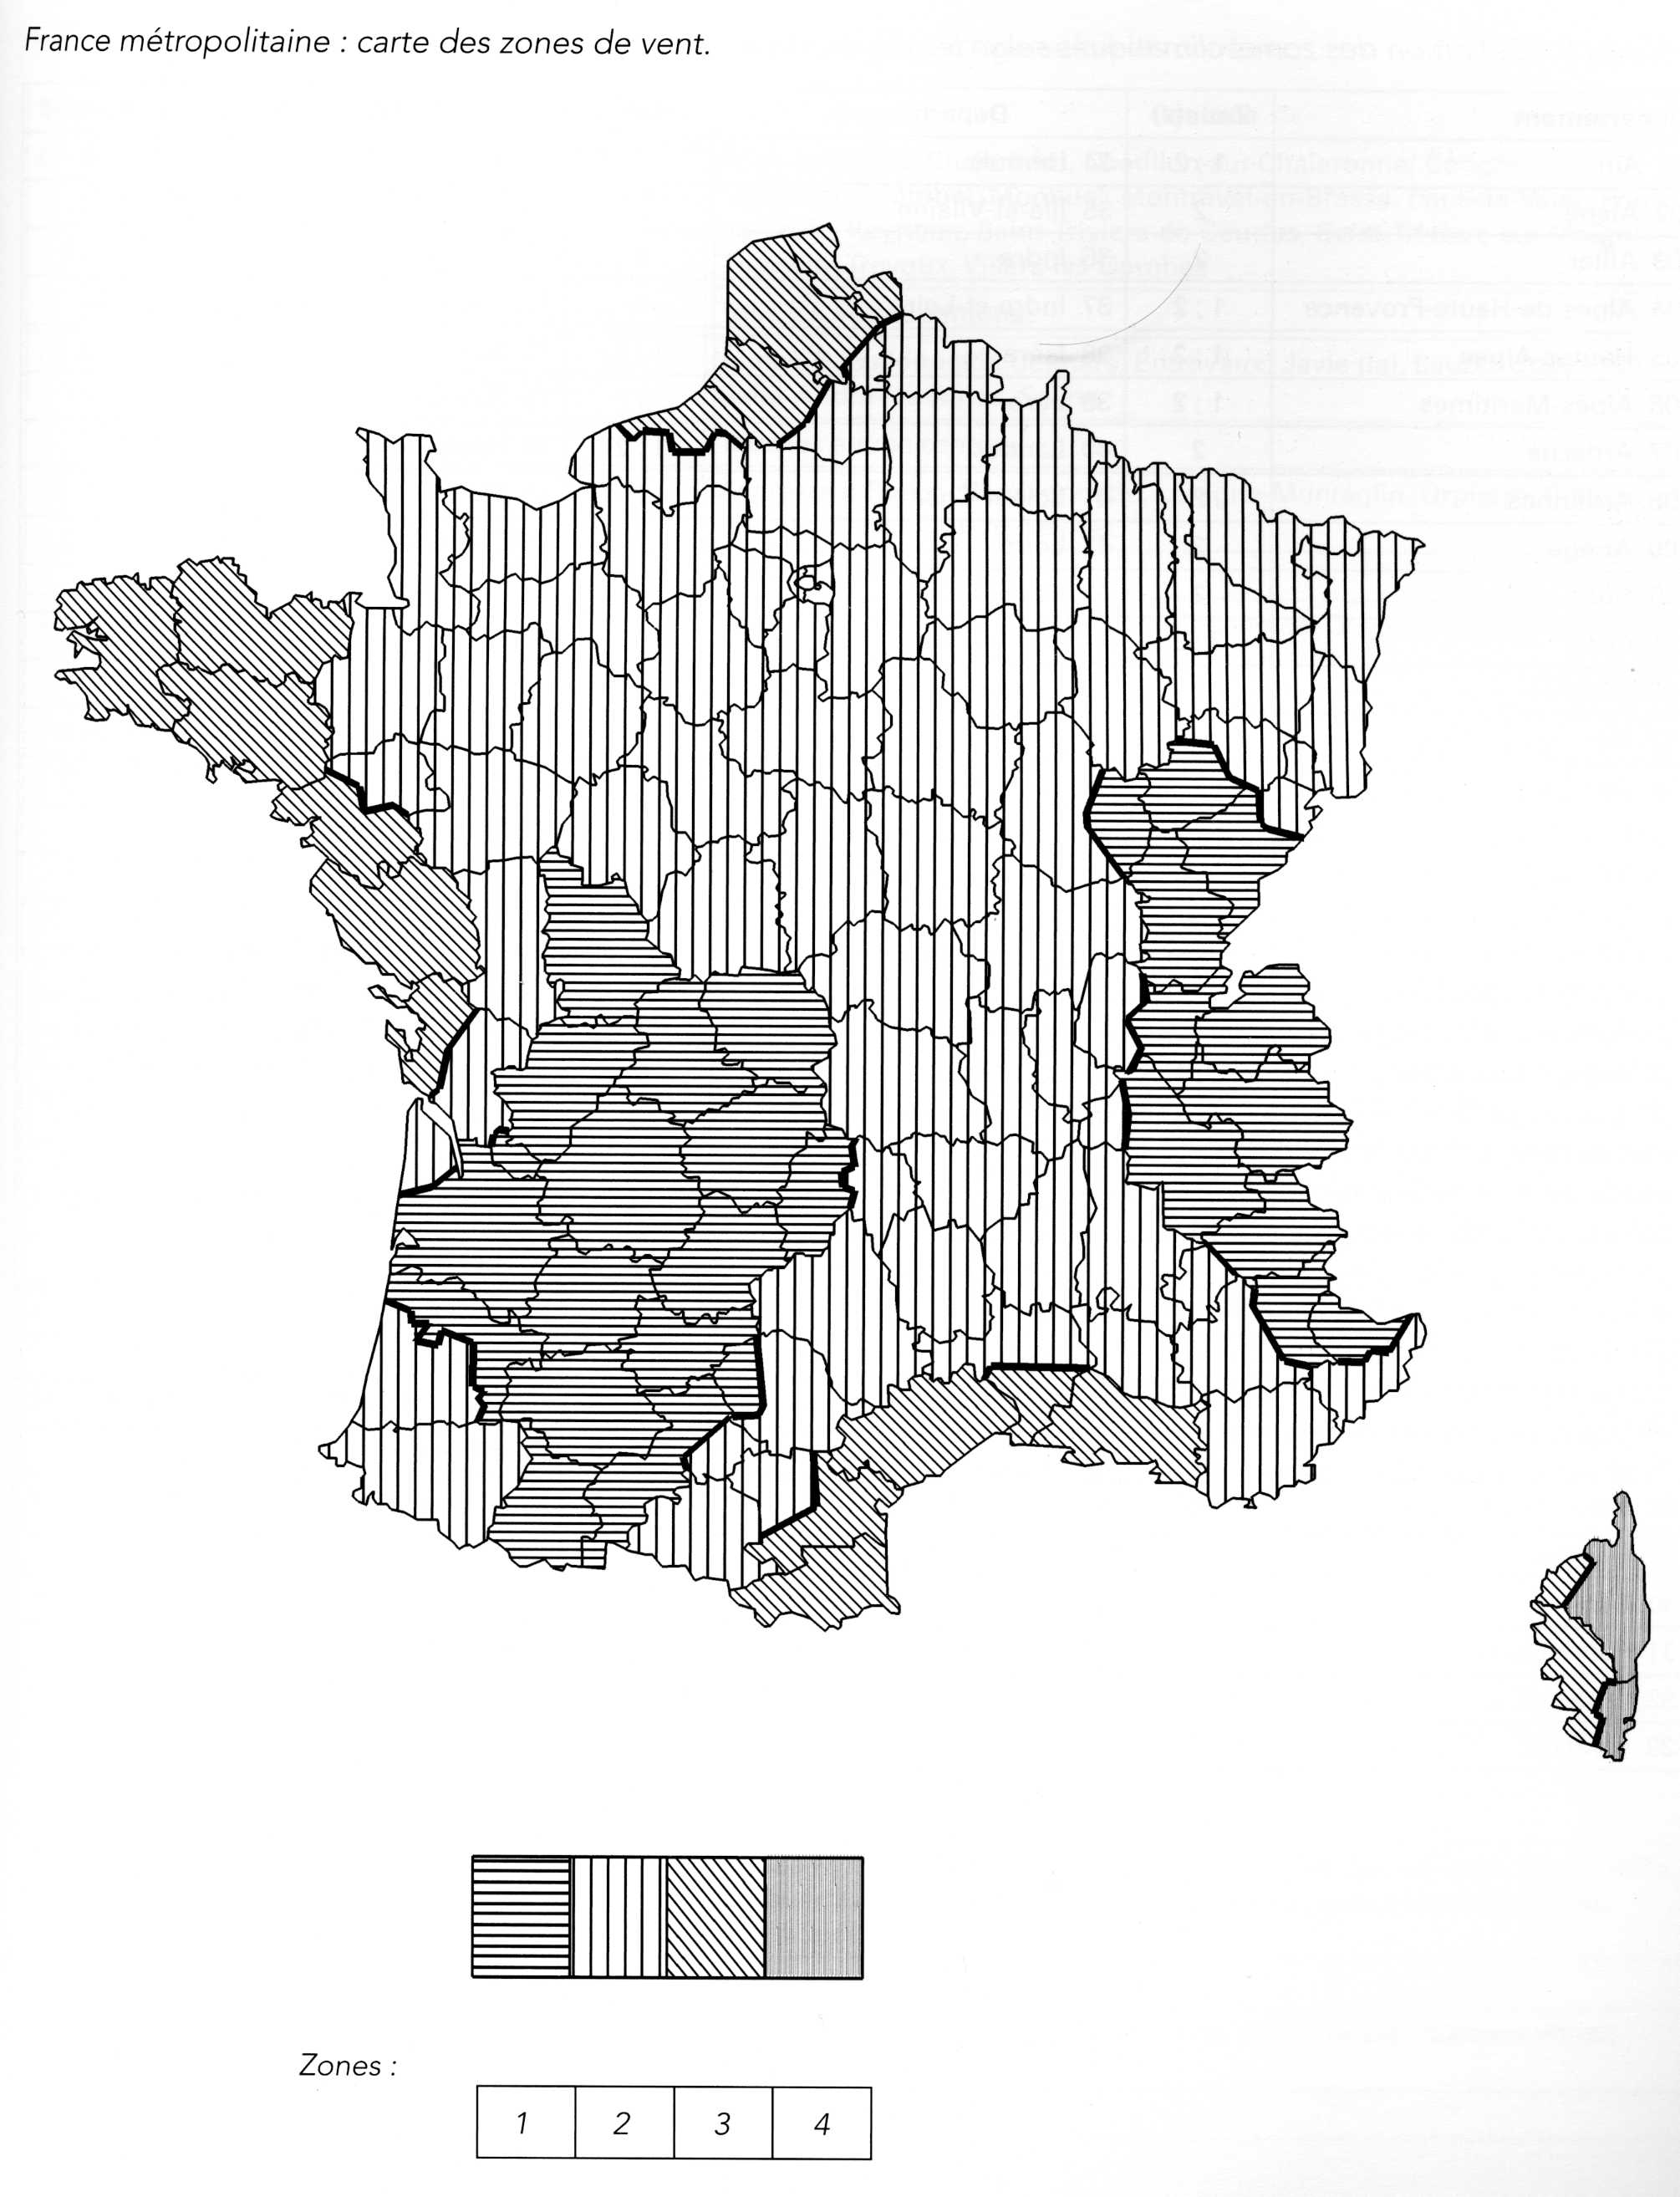 France métropolitaine : carte des zones de vent.
Zones :
1 2 3 4